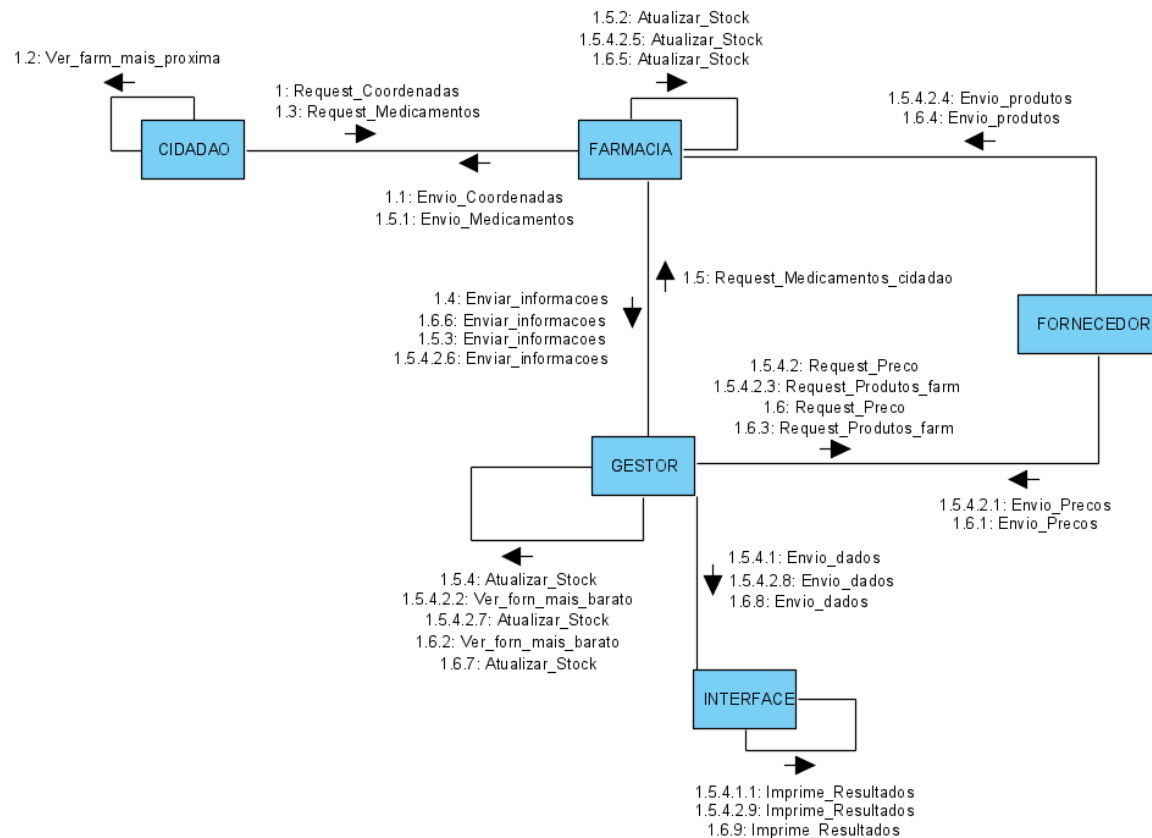 1.5.2: Atualizar_Stock
1.5.4.2.5: Atualizar_Stock
1.6.5: Atualizar_Stock
1.2: Ver_farm_mais_proxima
1: Request_Coordenadas
1.3: Request_Medicamentos
1.5.4.2.4: Envio_produtos
1.6.4: Envio_produtos
CIDADAO
FARMACIA
1.1: Envio_Coordenadas
1.5.1: Envio_Medicamentos
1.5: Request_Medicamentos_cidadao
1.4: Enviar_informacoes
1.6.6: Enviar_informacoes
1.5.3: Enviar_informacoes
1.5.4.2.6: Enviar_informacoes
FORNECEDOR
1.5.4.2: Request_Preco
1.5.4.2.3: Request_Produtos_farm
1.6: Request_Preco
1.6.3: Request_Produtos_farm
GESTOR
1.5.4.2.1: Envio_Precos
1.6.1: Envio_Precos
1.5.4.1: Envio_dados
1.5.4.2.8: Envio_dados
1.6.8: Envio_dados
1.5.4: Atualizar_Stock
1.5.4.2.2: Ver_forn_mais_barato
1.5.4.2.7: Atualizar_Stock
1.6.2: Ver_forn_mais_barato
1.6.7: Atualizar_Stock
INTERFACE
1.5.4.1.1: Imprime_Resultados
1.5.4.2.9: Imprime_Resultados
1.6.9: Imprime_Resultados